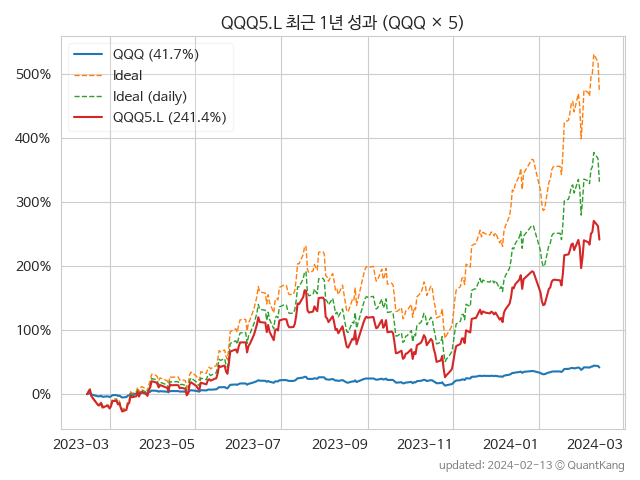 QQQ5.L 최근 1년 성과 (QQQ × 5)
QQQ (41.7%)
Ideal
Ideal (daily)
QQQ5.L (241.4%)
500%
400%
300%
200%
100%
0%
2023-03 2023-05 2023-07 2023-09 2023-11 2024-01 2024-03
updated: 2024-02-13 © QuantKang